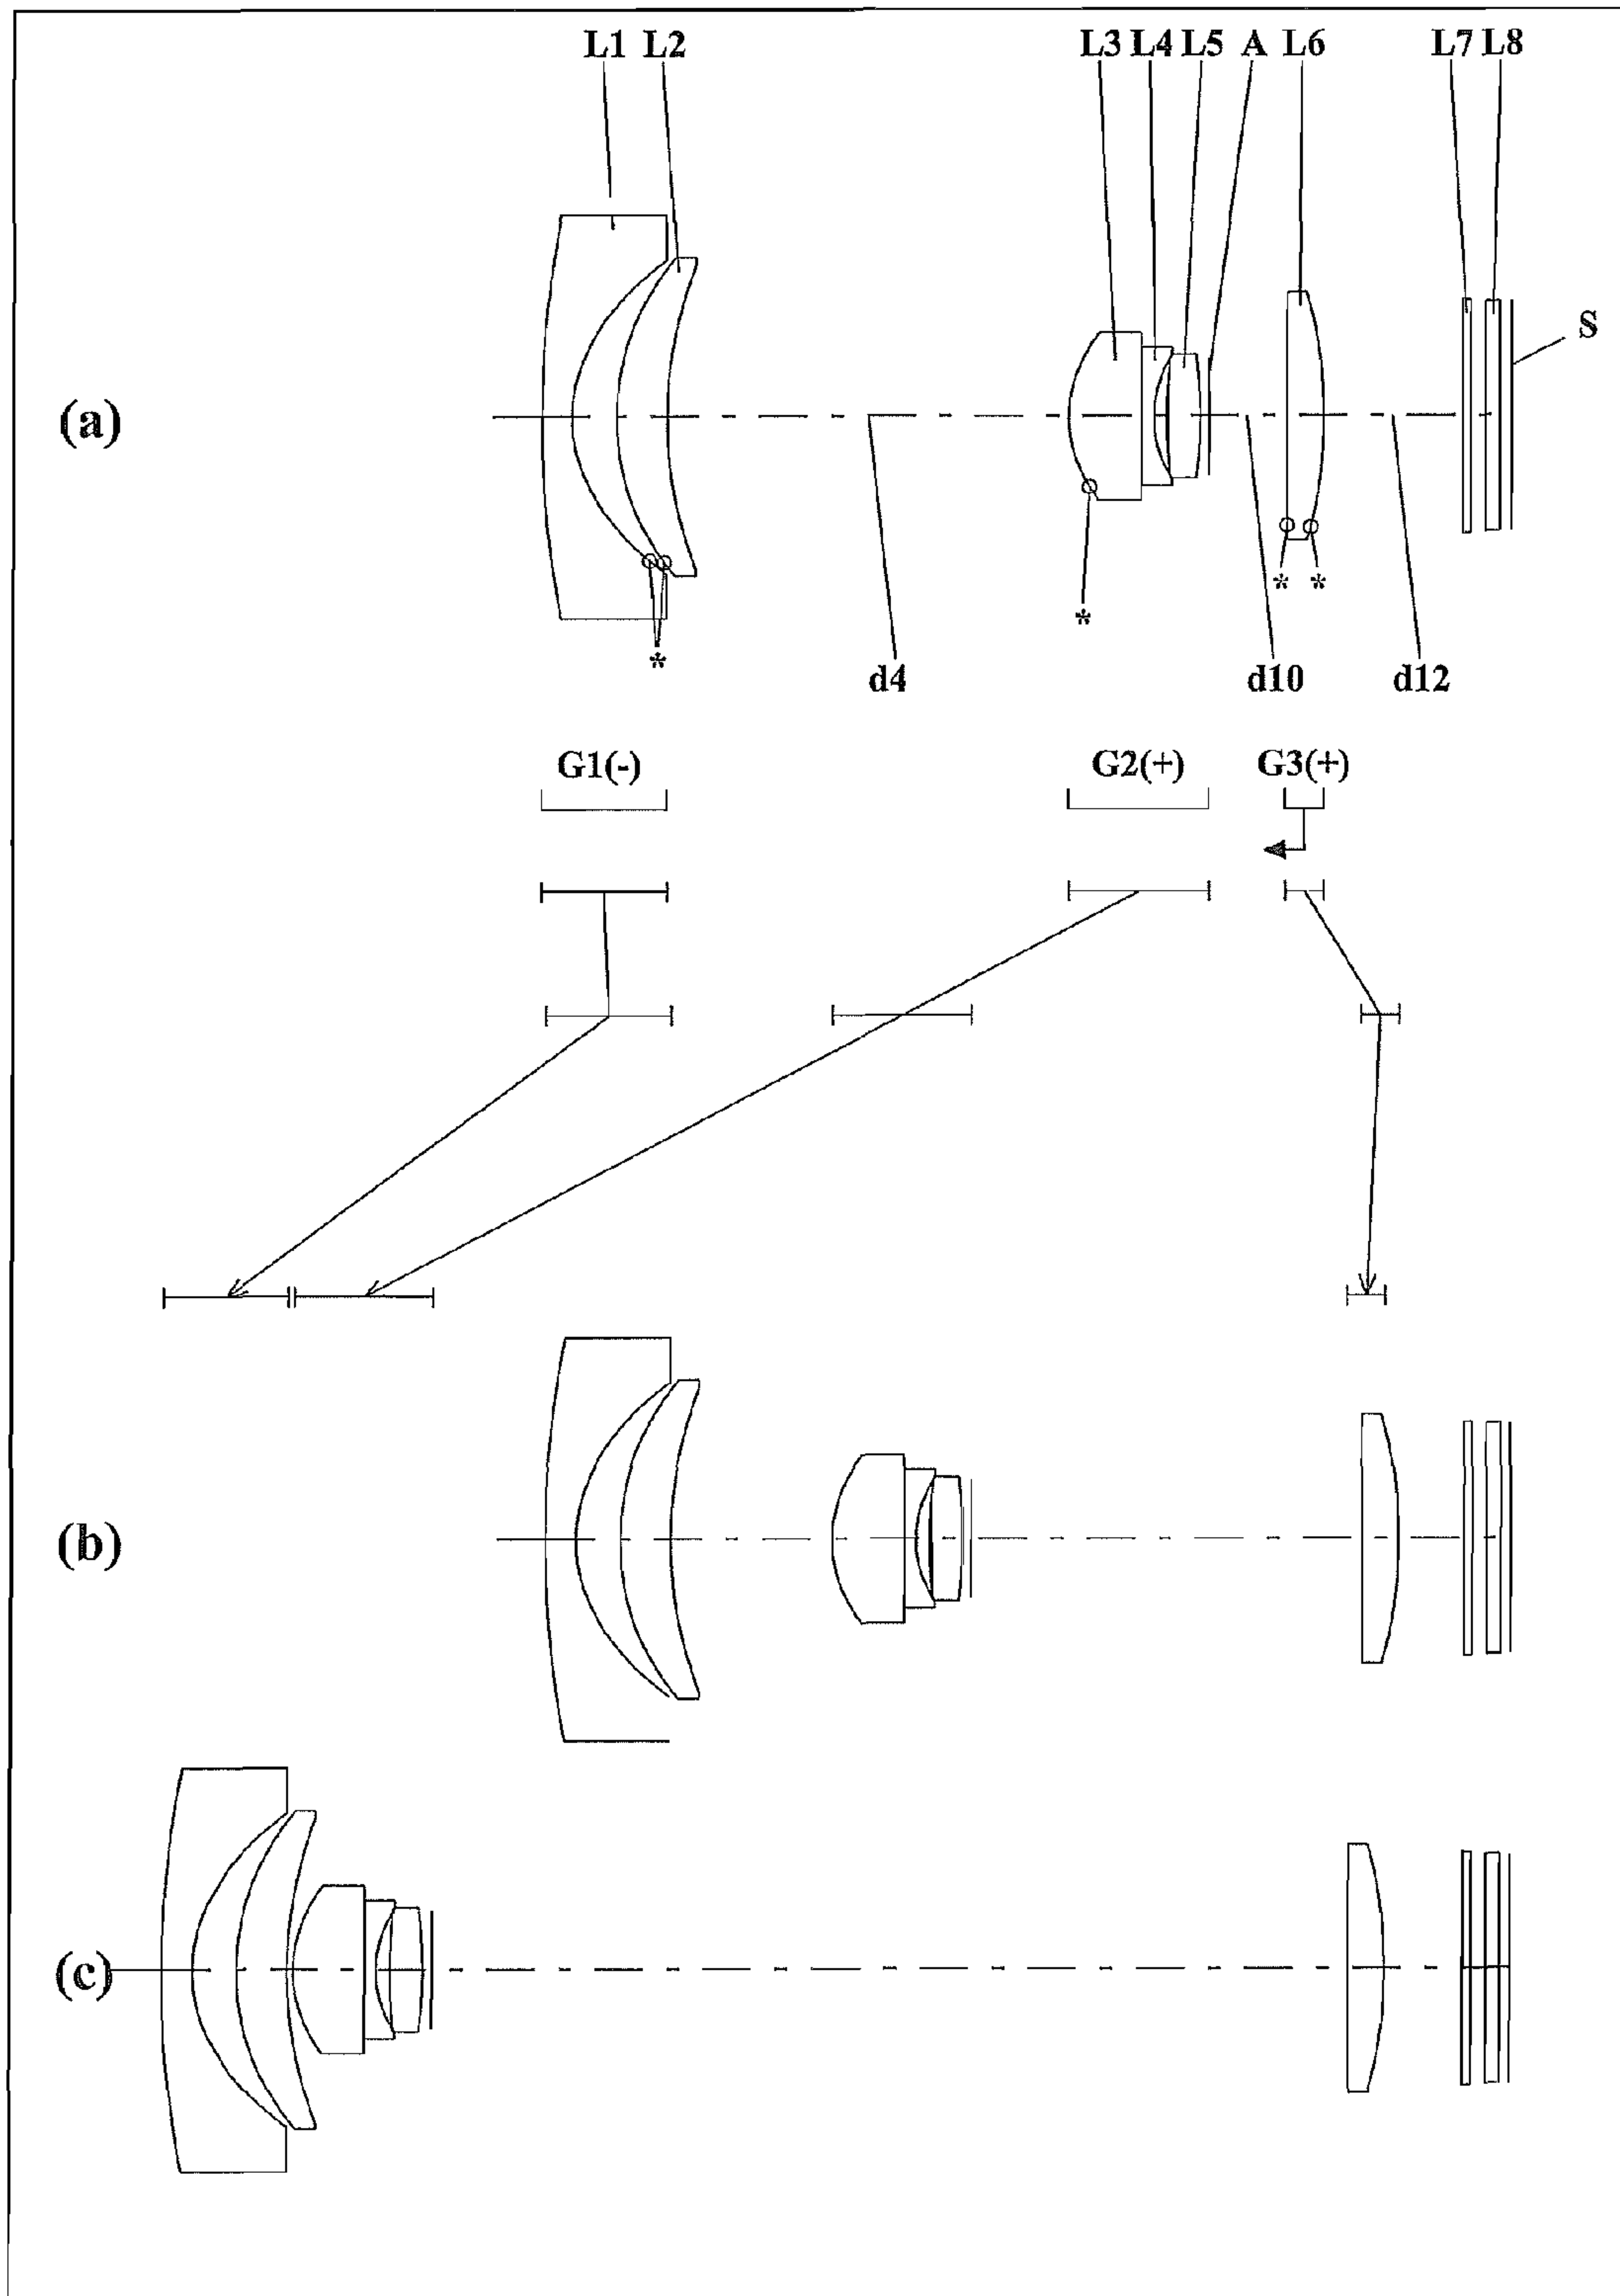 L1 L2 L3 L4 L5 A L6 L7 L8
S
(a)
* *
*
*
d4 d10 d12
G1(-) G2(+) G3(+)
(b)
(c)